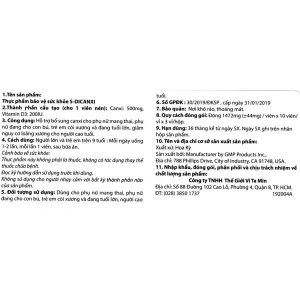 1.Tên sản phẩm:
Thực phẩm bảo vệ sức khỏe S-DICANXI
2.Thành phần cấu tạo (cho 1 viên nén): Canxi: 500mg,
Vitamin D3: 200IU.
3. Công dụng: Hỗ trợ bổ sung canxi cho phụ nữ mang thai, phụ
nữ đang cho con bú, trẻ em còi xương và đang tuổi lớn, giảm
nguy cơ loãng xương cho người cao tuổi.
4. Cách dùng: Người lớn và trẻ em trên 9 tuổi : Mỗi ngày uống
1-2 lần, mỗi lần 1 viên, sau bữa ăn.
Cảnh báo:
Thực phẩm này không phải là thuốc, không có tác dụng thay thế
thuốc chữa bệnh.
Đọc kỹ hướng dẫn sử dụng trước khi dùng.
Không sử dụng cho người nhạy cảm với bất kỳ thành phần nào
của sản phẩm.
5. Đối tượng sử dụng: Dùng cho phụ nữ mang thai, phụ nữ
đang cho con bú, trẻ em còi xương và đang tuổi lớn, người cao
tuổi.
6. Số GPĐK : 30/2019/ĐKSP , cấp ngày 31/01/2019
7. Bảo quản: Nơi khô ráo, thoáng mát.
8. Quy cách đóng gói: Đóng 1472mg (±44mg) / viên x 10 viên/
vỉ x 3 vỉ/hộp.
9. Hạn dùng: 36 tháng kể từ ngày SX. Ngày SX ghi trên nhãn
hộp sản phẩm.
10. Tên và địa chỉ cơ sở sản xuất sản phẩm:
Xuất xứ: Hoa Kỳ
Sản xuất bởi: Manufacturer by GMP Products Inc.,
Địa chỉ: 788 Phillips Drive, City of Industry, CA 91748, USA.
11. Nhập khẩu, đóng gói, phân phối và chịu trách nhiệm về
chất lượng sản phẩm:
Công ty TNHH Thế Giới Vi Ta Min
Địa chỉ: Số 8B Đường 102 Cao Lỗ, Phường 4, Quận 8, TP. HCM.
ĐT: (028) 3850 1737 192004A